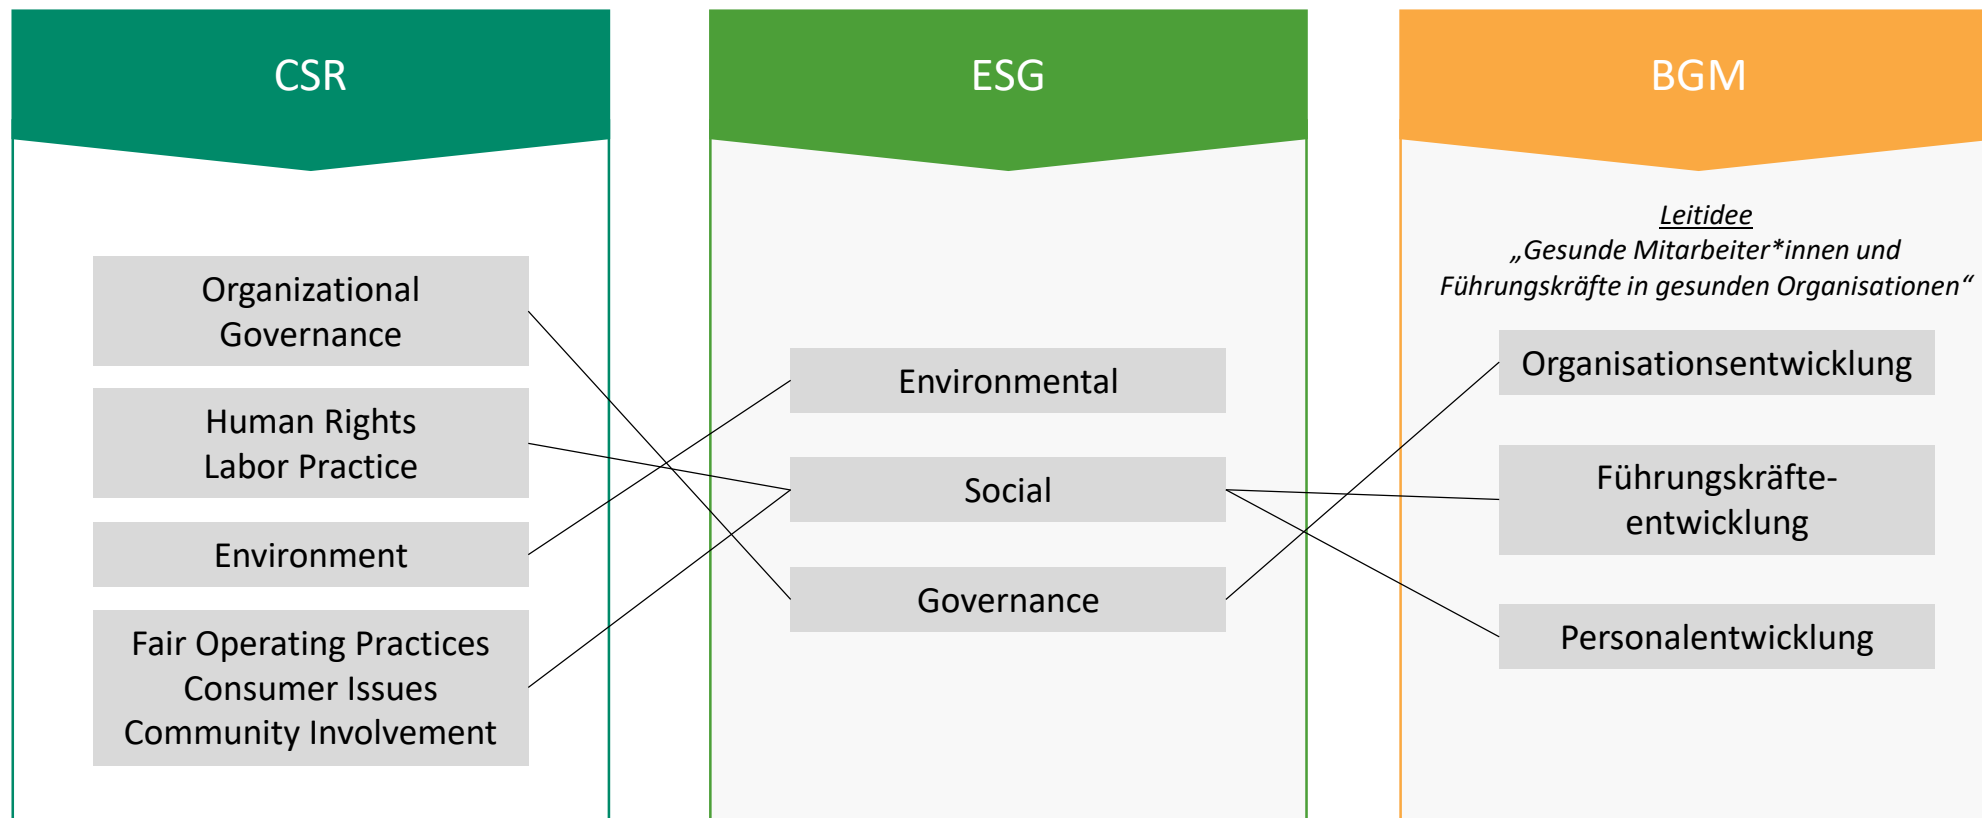 CSR
Organizational
Governance
Human Rights
Labor Practice
Environment
Fair Operating Practices
Consumer Issues
Community Involvement
ESG
Environmental
Social
Governance
BGM
Leitidee
„Gesunde Mitarbeiter*innen und
Führungskräfte in gesunden Organisationen“
Organisationsentwicklung
Führungskräfte-
entwicklung
Personalentwicklung